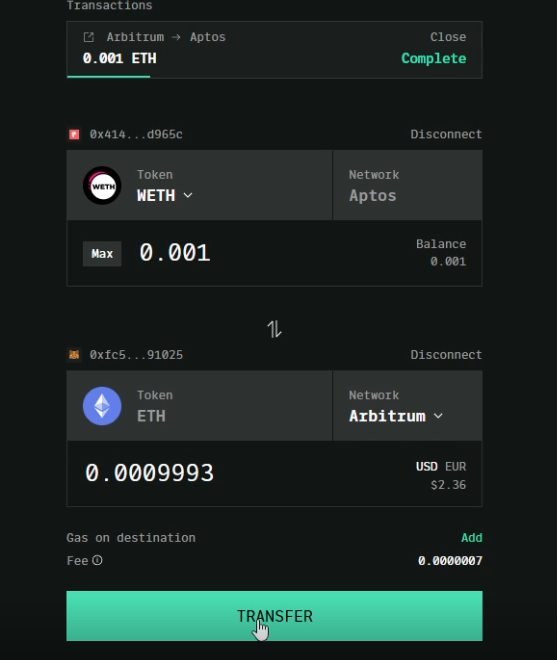 Transactions
Arbitrum → Aptos Close
0.001 ETH Complete
0x414...d965c Disconnect
Token Network
WETH WETH Aptos
Max 0.001 Balance
0.001
0xfc5...91025 Disconnect
Token Network
ETH Arbitrum
0.0009993 USD EUR
$2.36
Gas on destination Add
Fee 0.0000007
TRANSFER